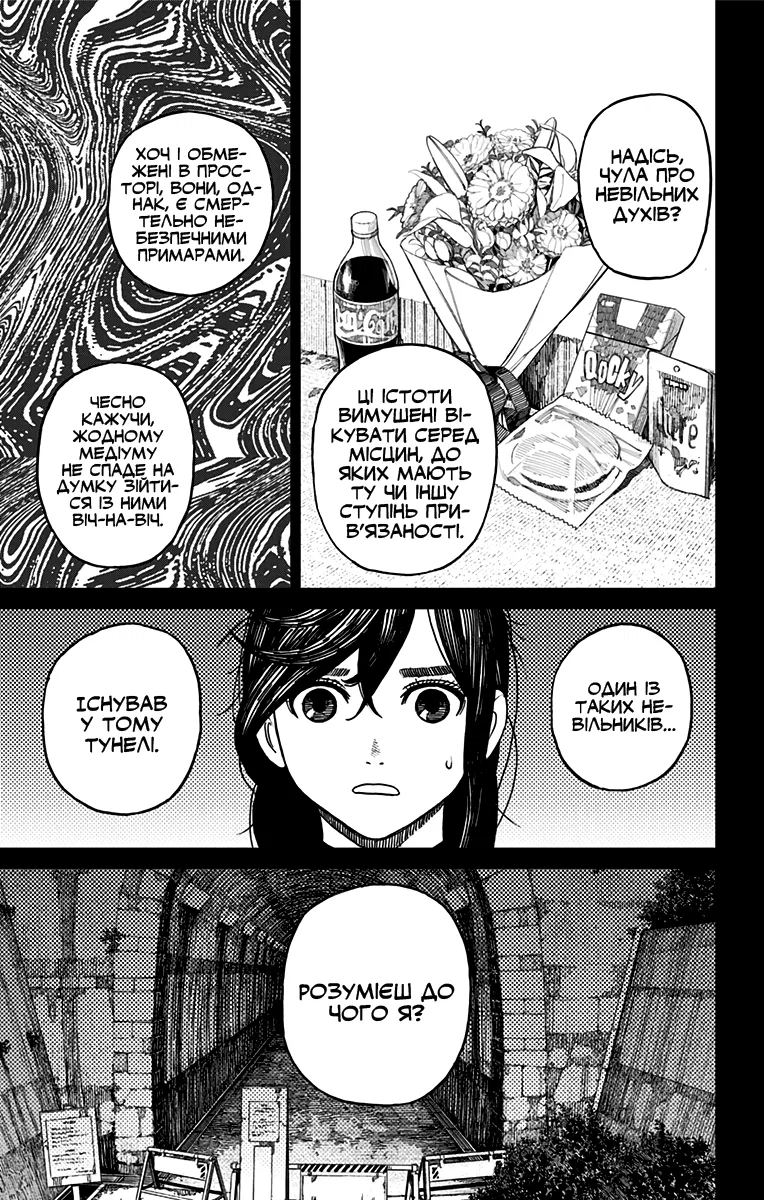 НАДІСЬ,
ЧУЛА ПРО
НЕВІЛЬНИХ
ДУХІВ?
ЦІ ІСТОТИ
ВИМУШЕНІ ВІ-
КУВАТИ СЕРЕД
МІСЦИН, ДО
ЯКИХ МАЮТЬ
ТУ ЧИ ІНШУ
СТУПІНЬ ПРИ-
В'ЯЗАНОСТІ.
QOCKY
ХОЧ І ОБМЕ-
ЖЕНІ В ПРОС-
ТОРІ, ВОНИ, ОД-
НАК, Є СМЕР-
ТЕЛЬНО НЕ-
БЕЗПЕЧНИМИ
ПРИМАРАМИ.
ЧЕСНО
КАЖУЧИ,
ЖОДНОМУ
МЕДІУМУ
НЕ СПАДЕ НА
ДУМКУ ЗІЙТИ-
СЯ ІЗ НИМИ
ВІЧ-НА-ВІЧ.
ОДИН ІЗ
ТАКИХ НЕ-
ВІЛЬНИКІВ...
ІСНУВАВ
У ТОМУ
ТУНЕЛІ.
РОЗУМІЄШ ДО
ЧОГО Я?